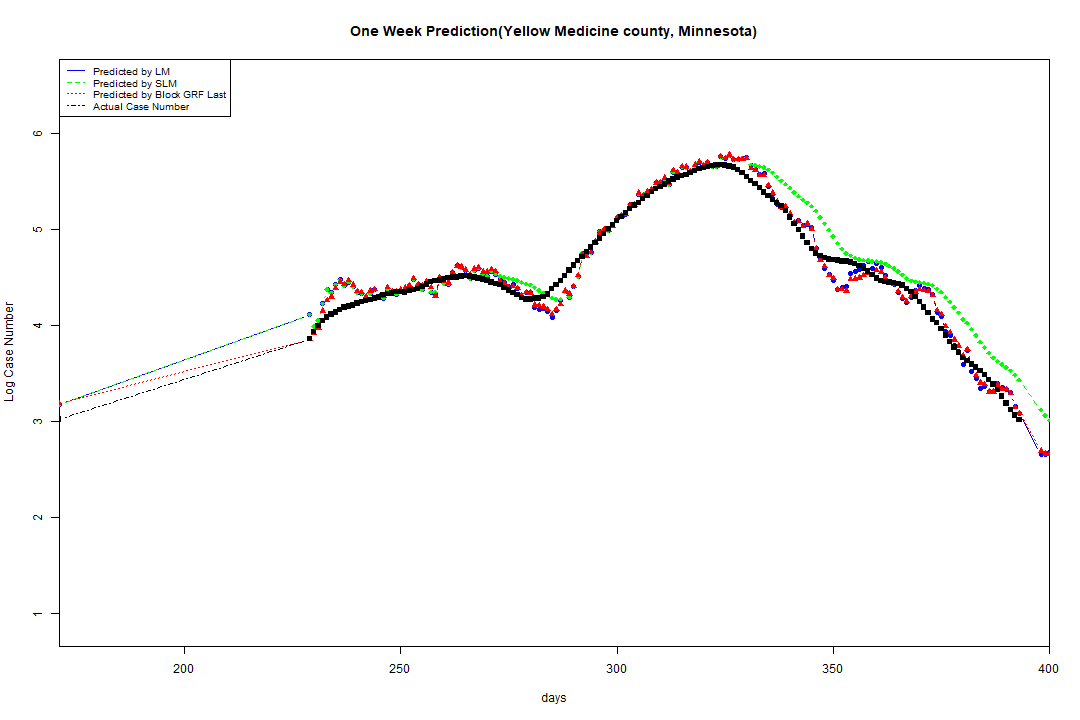 One Week Prediction(Yellow Medicine county, Minnesota)
Predicted by LM
Predicted by SLM
Predicted by Block GRF Last
Actual Case Number
Log Case Number
6
5
4
3
2
1
200 250 300 350 400
days